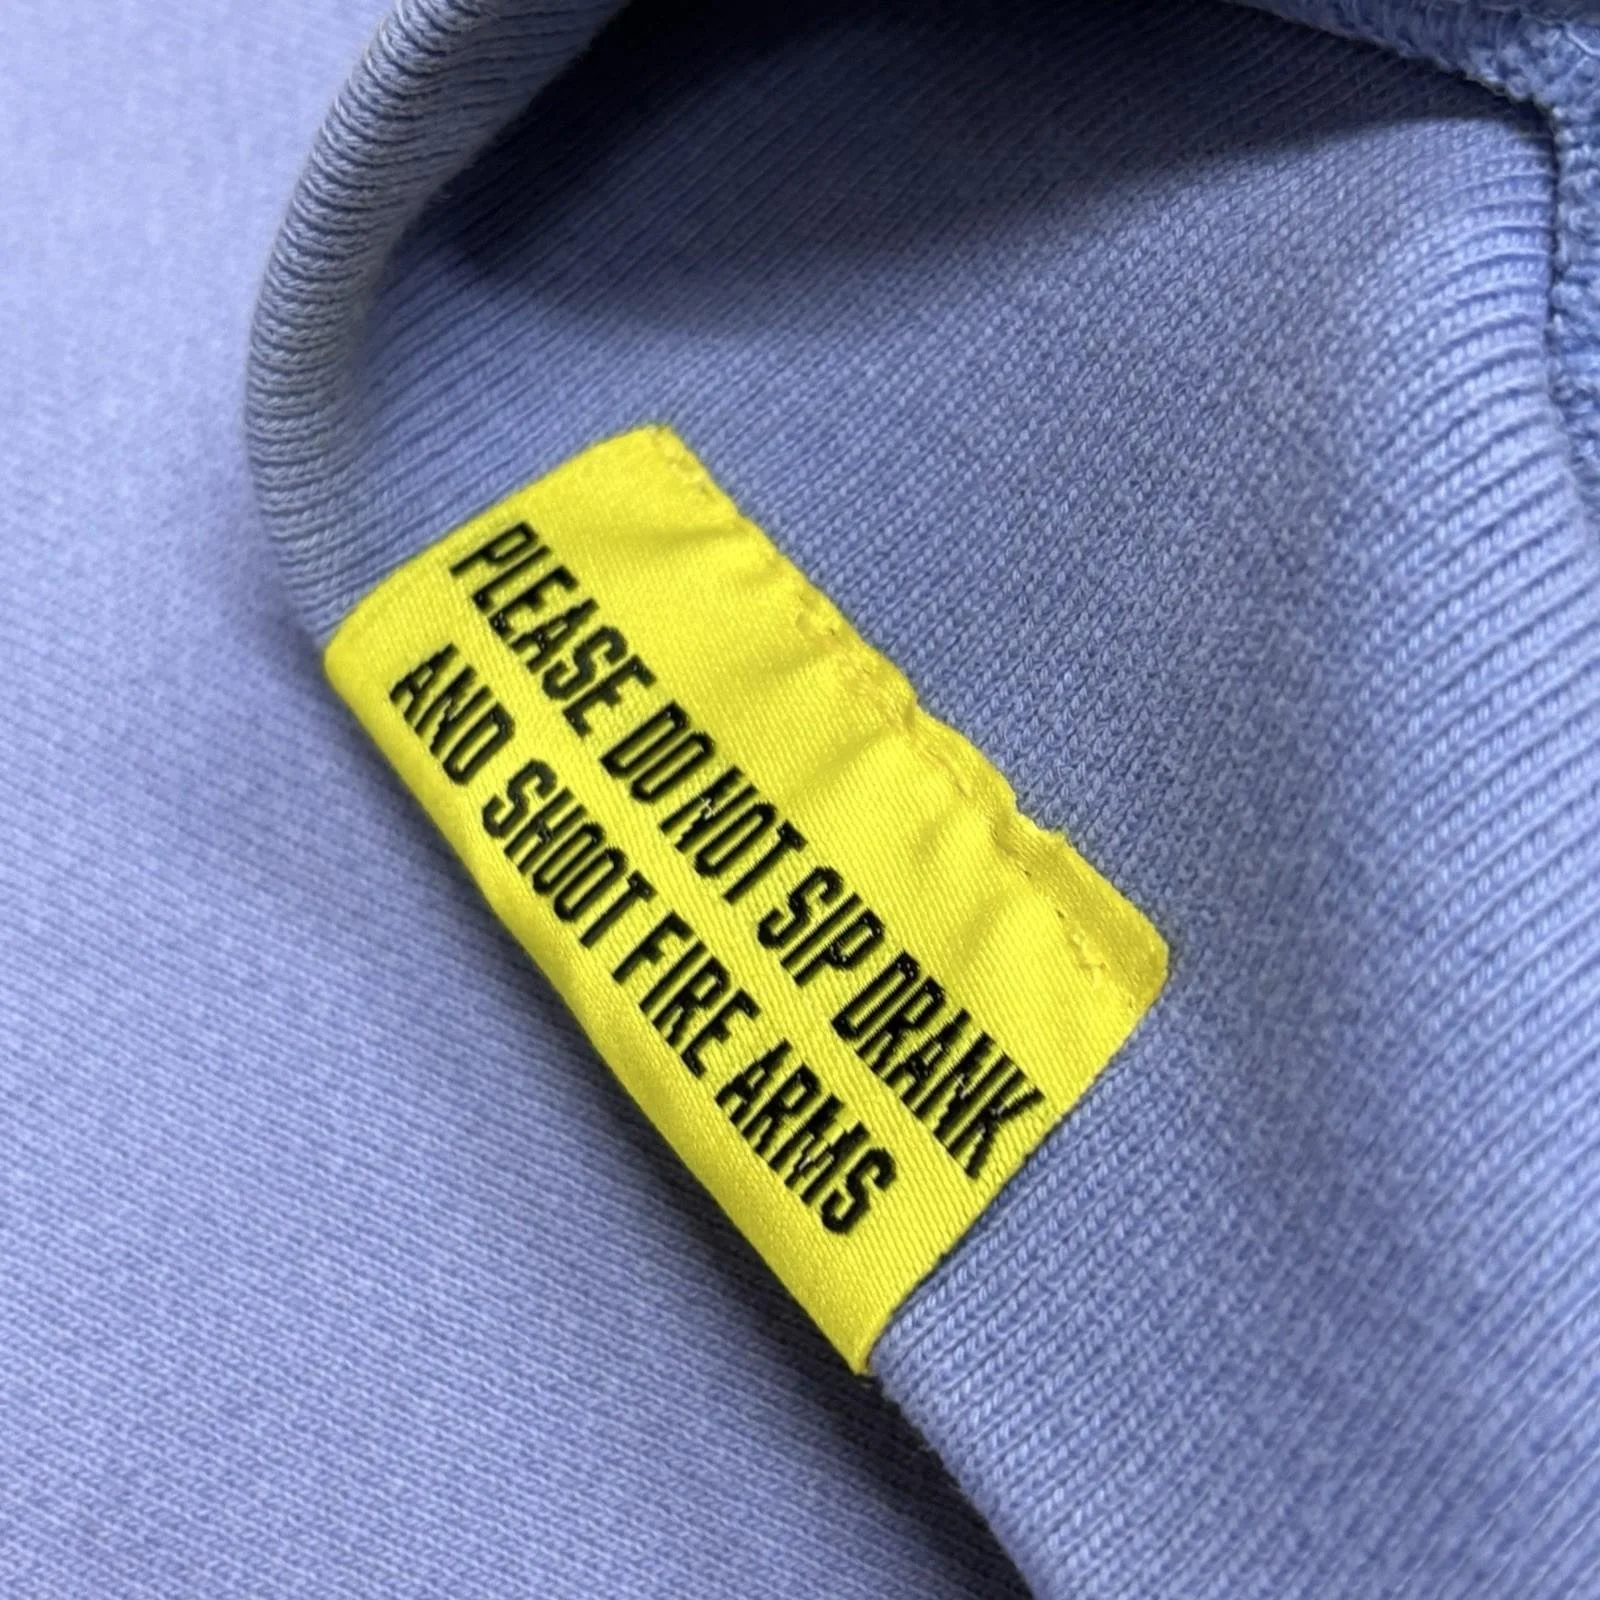 PLEASE DO NOT SIP DRANK
AND SHOOT FIRE ARMS